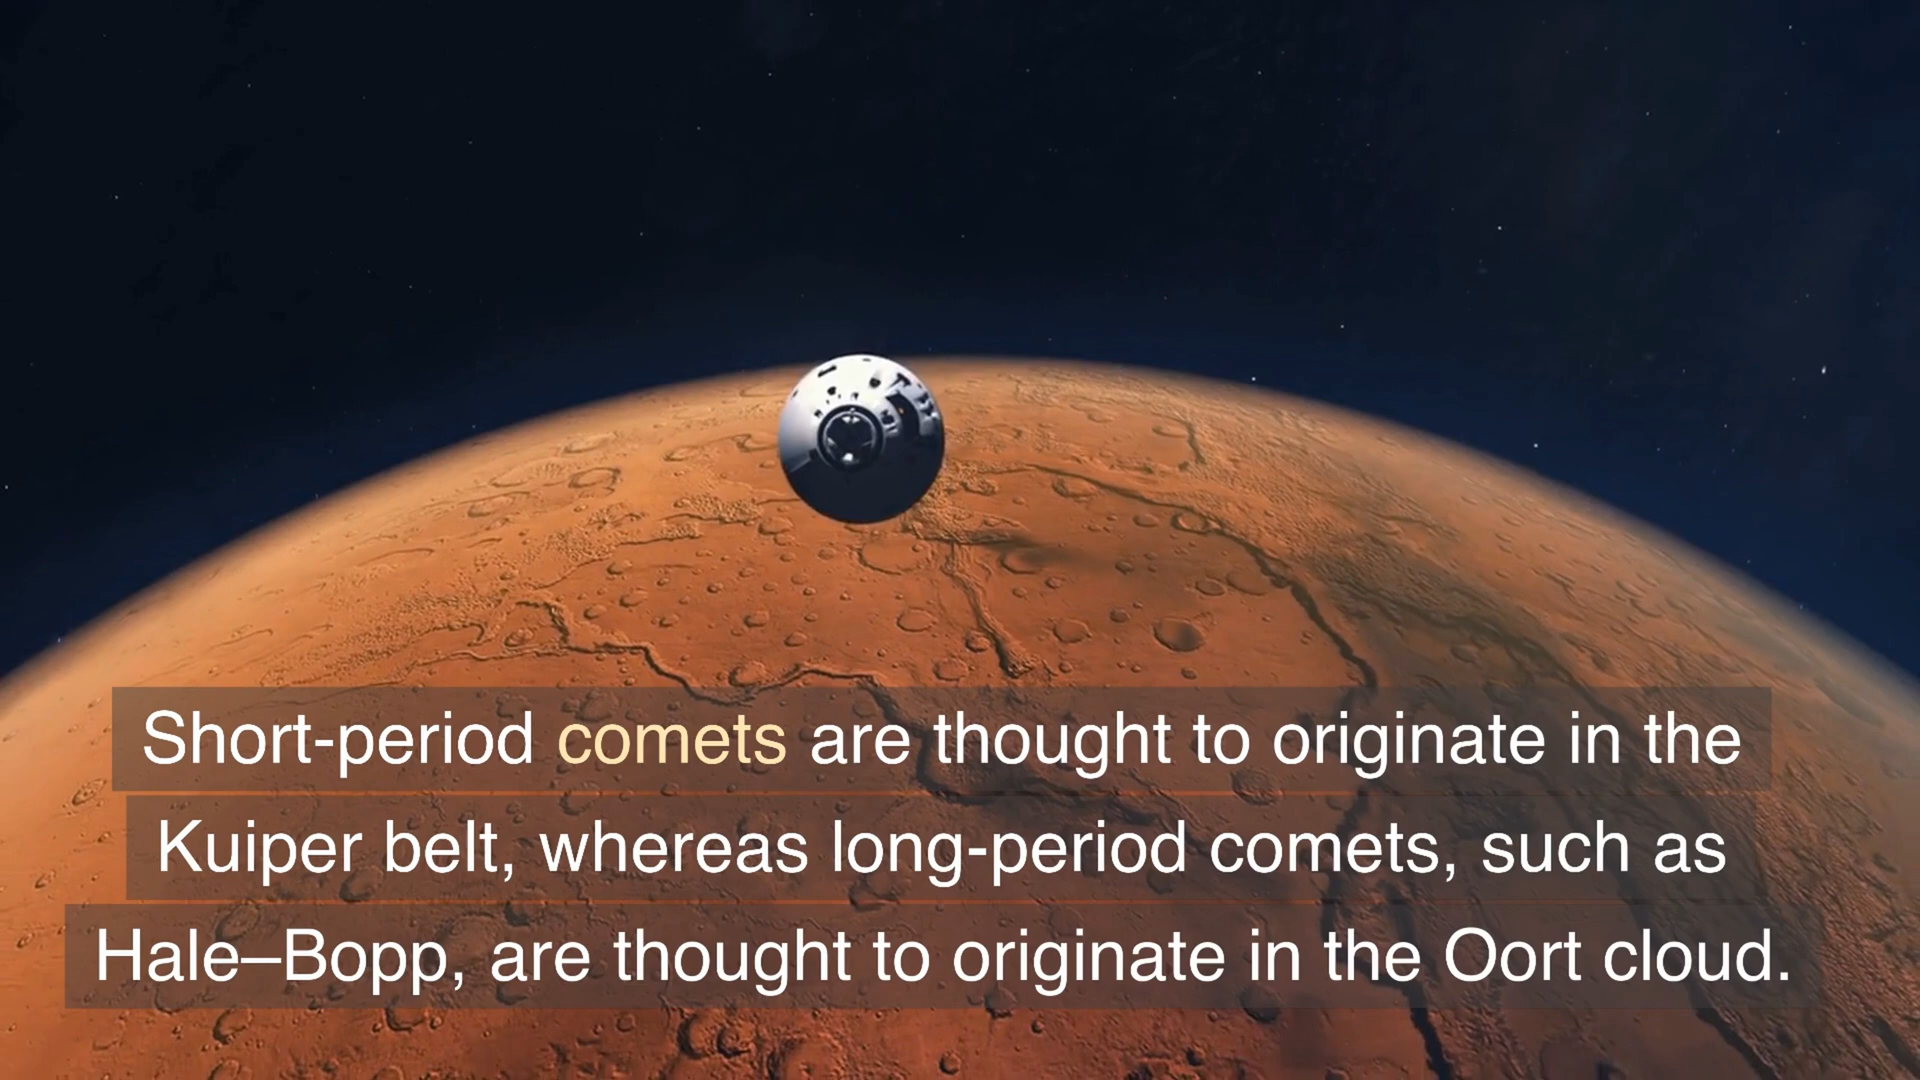 Short-period comets are thought to originate in the
Kuiper belt, whereas long-period comets, such as
Hale–Bopp, are thought to originate in the Oort cloud.